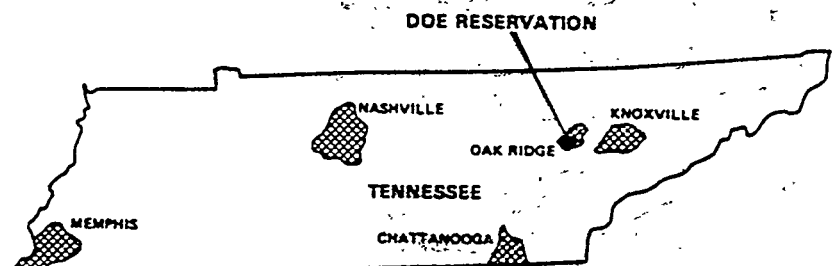 DOE RESERVATION
NASHVILLE
KNOXVILLE
OAK RIDGE
TENNESSEE
MEMPHIS
CHATTANOOGA